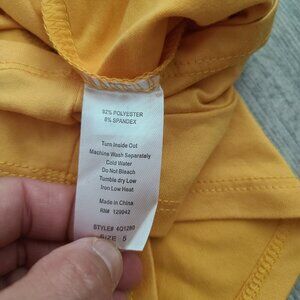 92% POLYESTER
8% SPANDEX
Turn Inside Out
Machine Wash Separately
Cold Water
Do Not Bleach
Tumble dry Low
Iron Low Heat
Made in China
RN# 120042
STYLE# 4Q1280
SIZE S